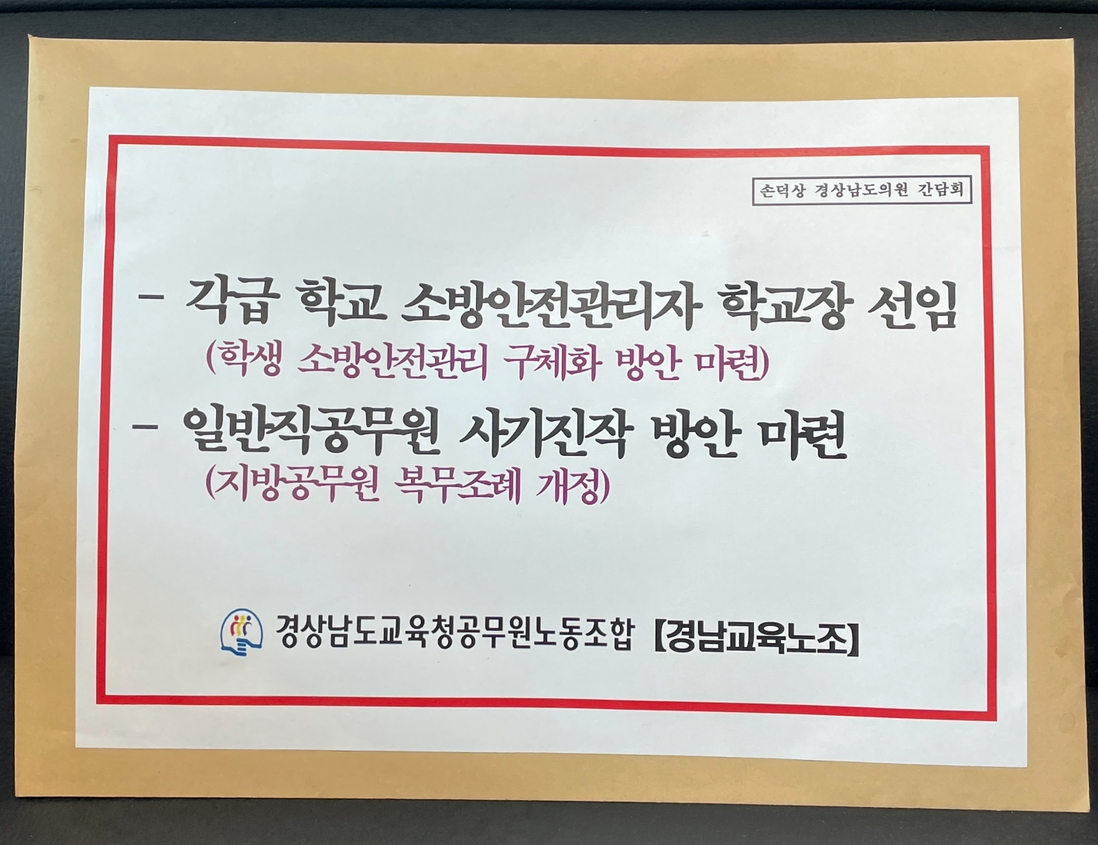 손덕상 경상남도의원 간담회
- 각급 학교 소방안전관리자 학교장 선임
(학생 소방안전관리 구체화 방안 마련)
- 일반직공무원 사기진작 방안 마련
(지방공무원 복무조례 개정)
경상남도교육청공무원노동조합 【경남교육노조】